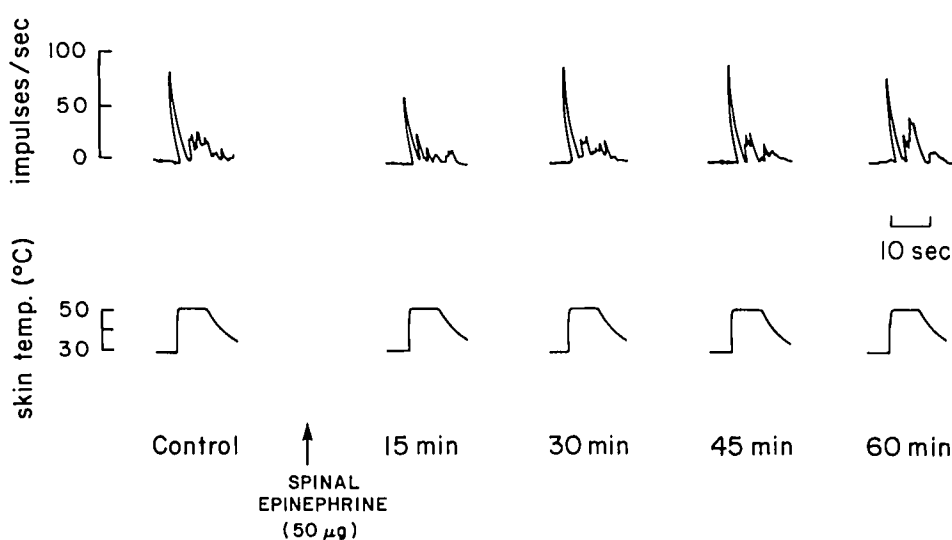 impulses/sec
100
50
0
10 sec
skin temp. (°C)
50
30
Control
15 min
30 min
45 min
60 min
SPINAL
EPINEPHRINE
(50 µg)